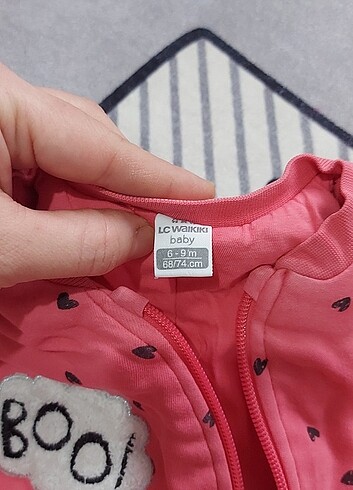 LC WAIKIKI
baby
6 - 9 m
68/74 cm
BOO!